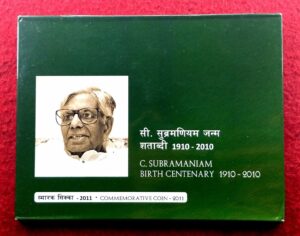 सी. सुब्रमणियम जन्म
शताब्दी 1910-2010
C. SUBRAMANIAM
BIRTH CENTENARY 1910-2010
स्मारक सिक्का - 2011 * COMMEMORATIVE COIN - 2011